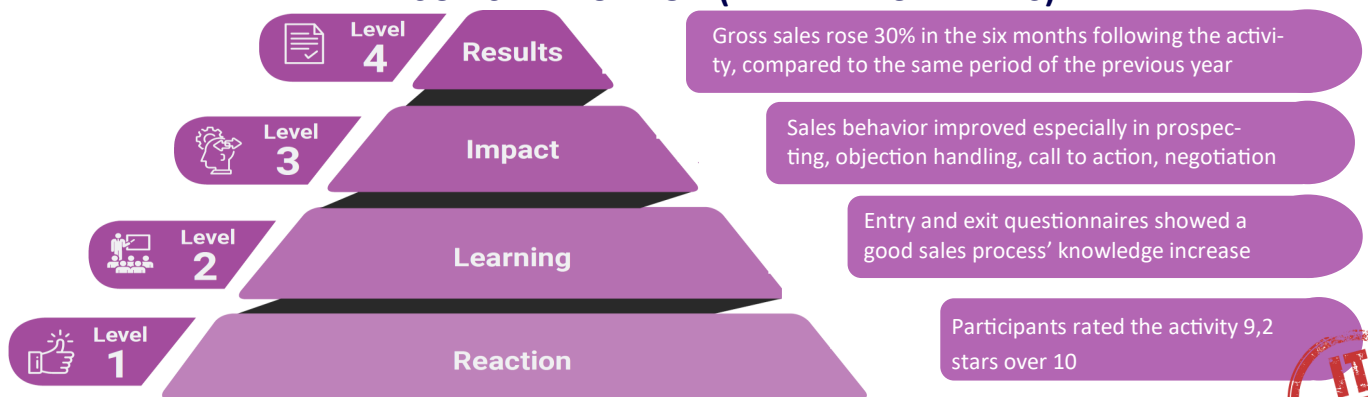 Level
4
Results
Gross sales rose 30% in the six months following the activi-
ty, compared to the same period of the previous year
Level
3
Impact
Sales behavior improved especially in prospec-
ting, objection handling, call to action, negotiation
Level
2
Learning
Entry and exit questionnaires showed a
good sales process’ knowledge increase
Level
1
Reaction
Participants rated the activity 9,2
stars over 10
IT